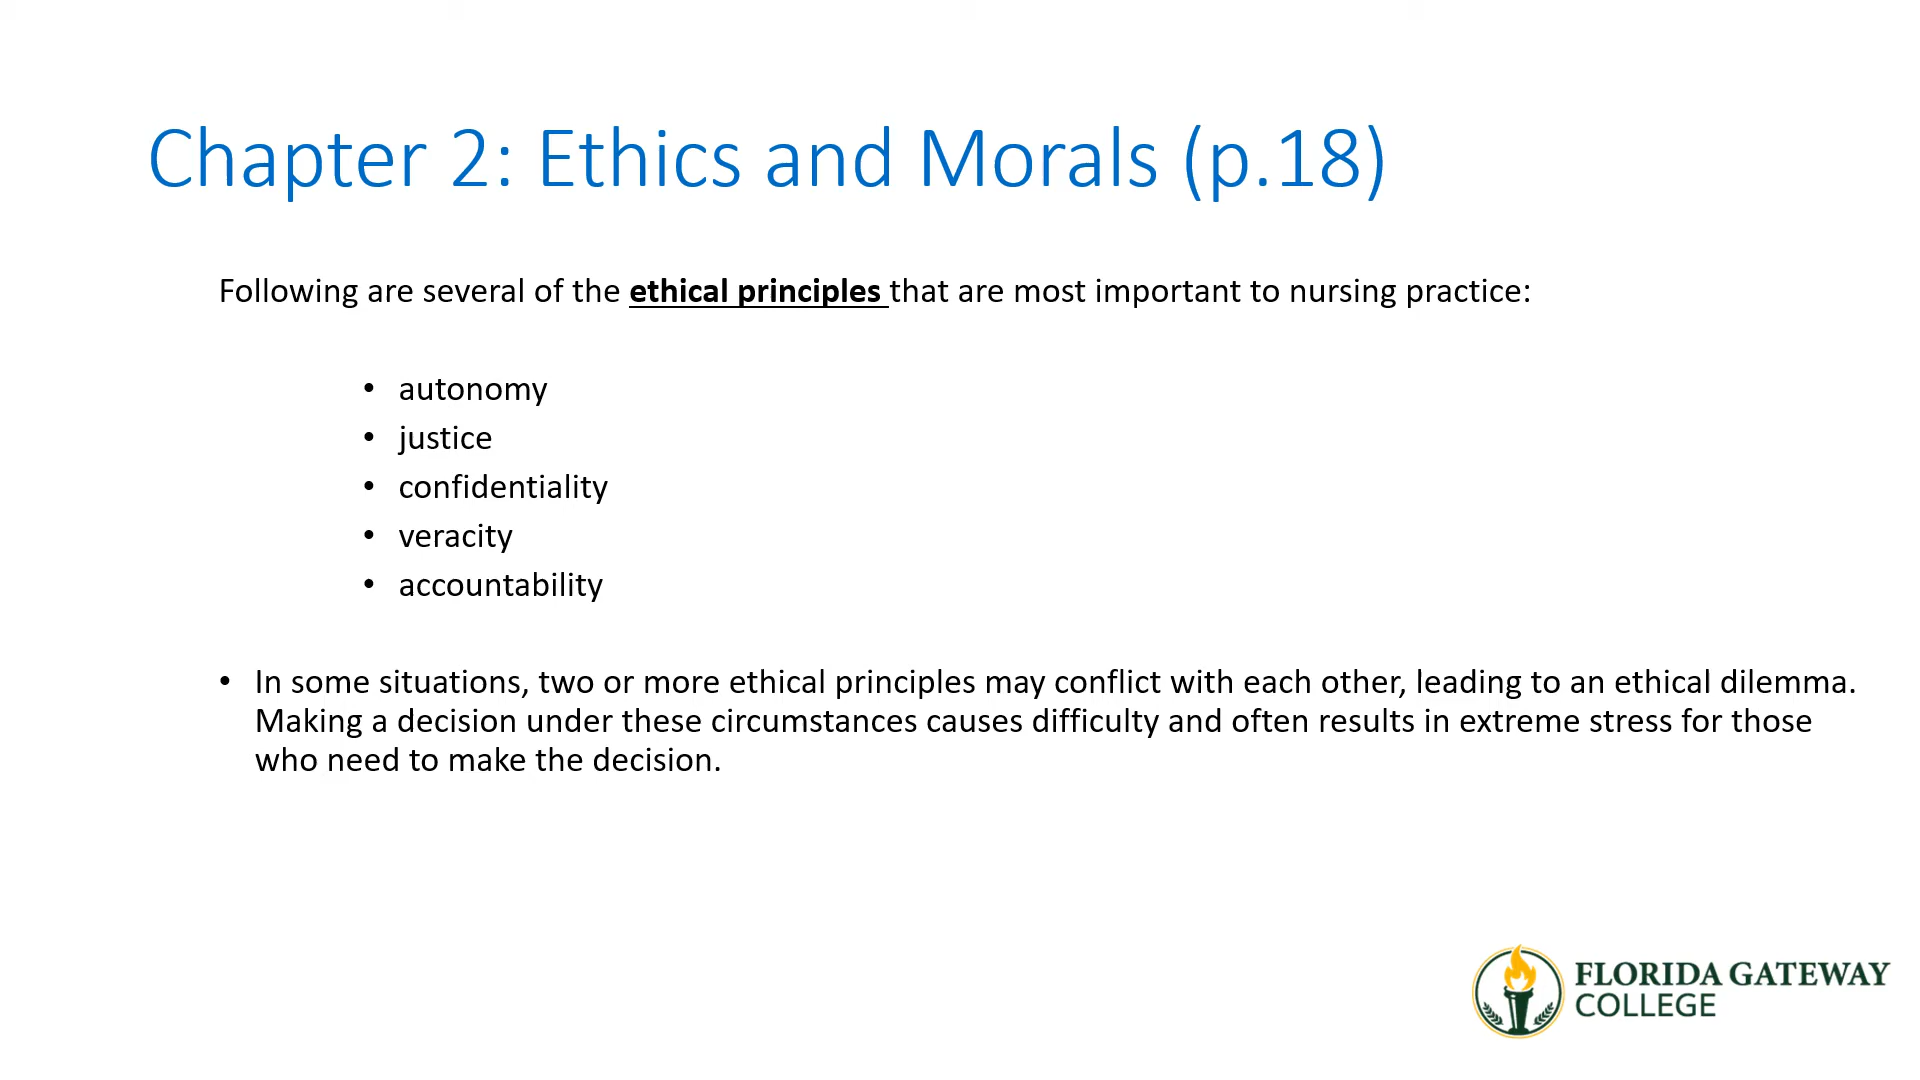 Chapter 2: Ethics and Morals (p.18)
Following are several of the ethical principles that are most important to nursing practice:
• autonomy
• justice
• confidentiality
• veracity
• accountability
• In some situations, two or more ethical principles may conflict with each other, leading to an ethical dilemma.
Making a decision under these circumstances causes difficulty and often results in extreme stress for those
who need to make the decision.
FLORIDA GATEWAY
COLLEGE